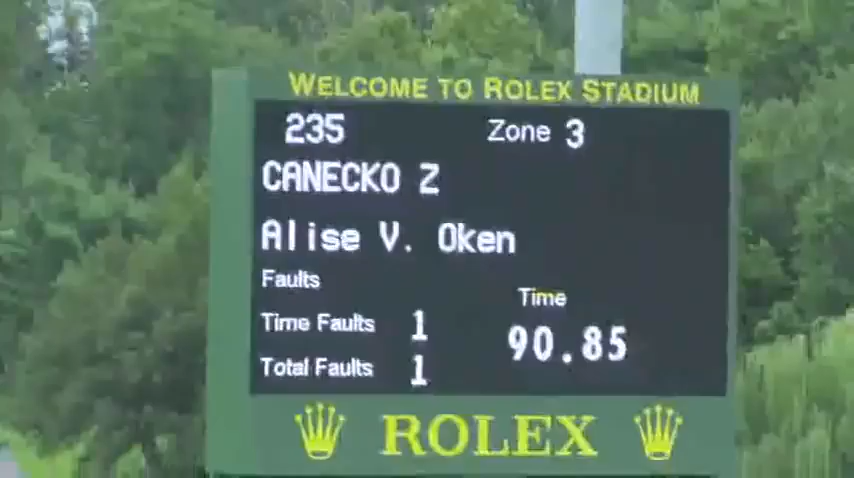 WELCOME TO ROLEX STADIUM
235 Zone 3
CANECKO Z
Alise V. Oken
Faults
Time
Time Faults 1
90.85
Total Faults 1
ROLEX